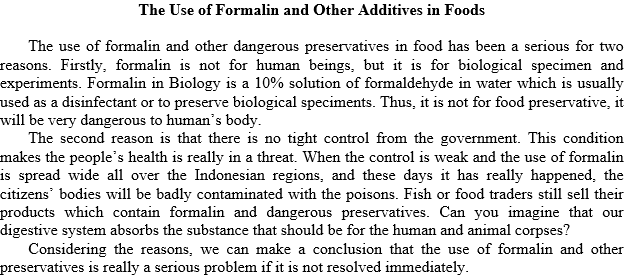 The Use of Formalin and Other Additives in Foods
The use of formalin and other dangerous preservatives in food has been a serious for two
reasons. Firstly, formalin is not for human beings, but it is for biological specimen and
experiments. Formalin in Biology is a 10% solution of formaldehyde in water which is usually
used as a disinfectant or to preserve biological speciments. Thus, it is not for food preservative, it
will be very dangerous to human's body.
The second reason is that there is no tight control from the government. This condition
makes the people's health is really in a threat. When the control is weak and the use of formalin
is spread wide all over the Indonesian regions, and these days it has really happened, the
citizens' bodies will be badly contaminated with the poisons. Fish or food traders still sell their
products which contain formalin and dangerous preservatives. Can you imagine that our
digestive system absorbs the substance that should be for the human and animal corpses?
Considering the reasons, we can make a conclusion that the use of formalin and other
preservatives is really a serious problem if it is not resolved immediately.